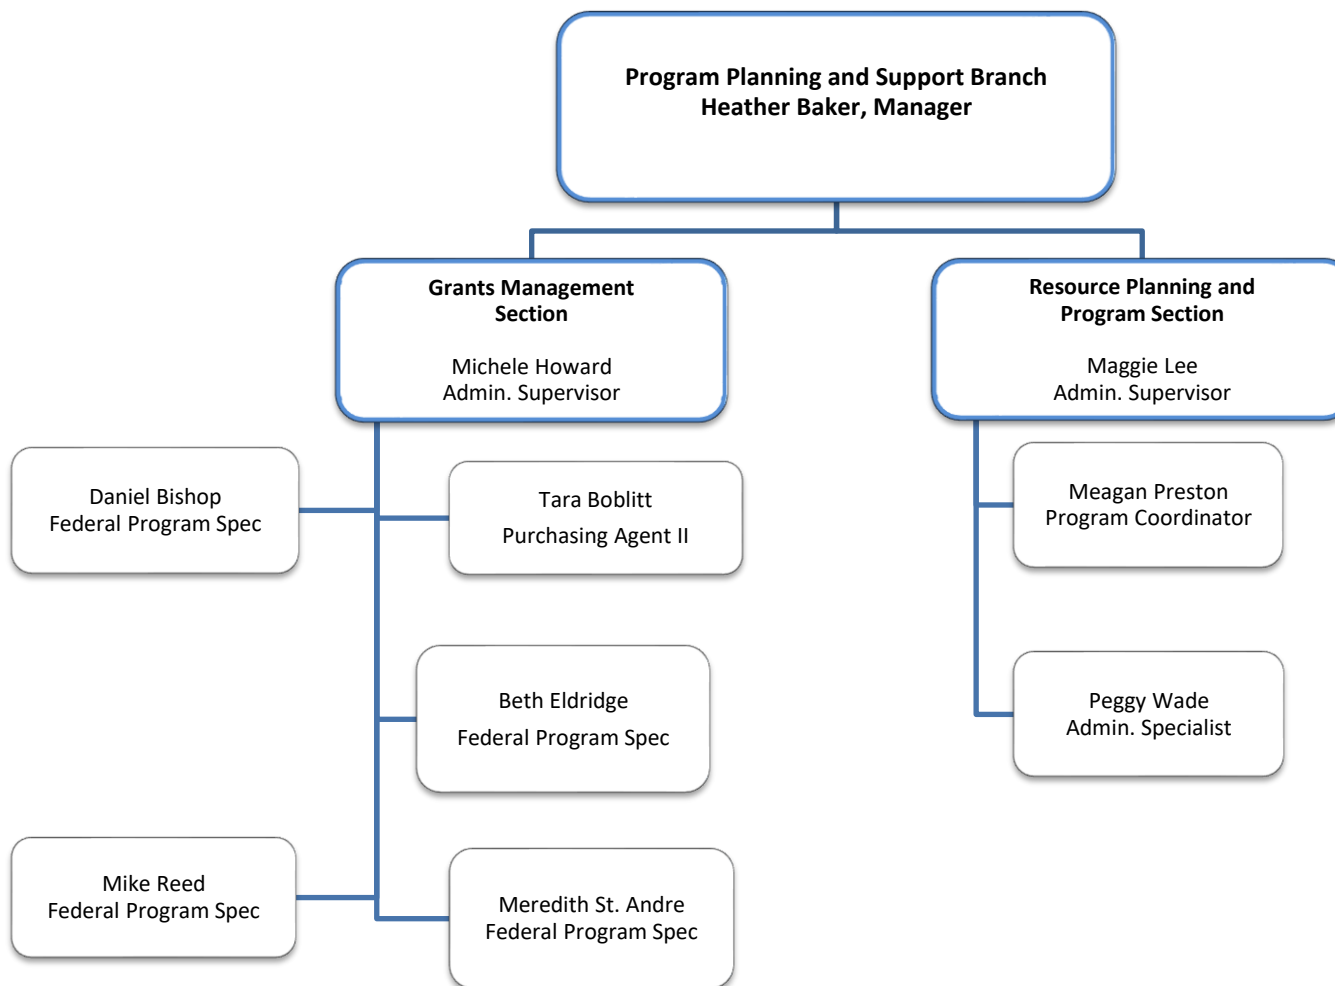 Program Planning and Support Branch
Heather Baker, Manager
Grants Management
Section
Michele Howard
Admin. Supervisor
Resource Planning and
Program Section
Maggie Lee
Admin. Supervisor
Daniel Bishop
Federal Program Spec
Tara Boblitt
Purchasing Agent II
Meagan Preston
Program Coordinator
Beth Eldridge
Federal Program Spec
Peggy Wade
Admin. Specialist
Mike Reed
Federal Program Spec
Meredith St. Andre
Federal Program Spec